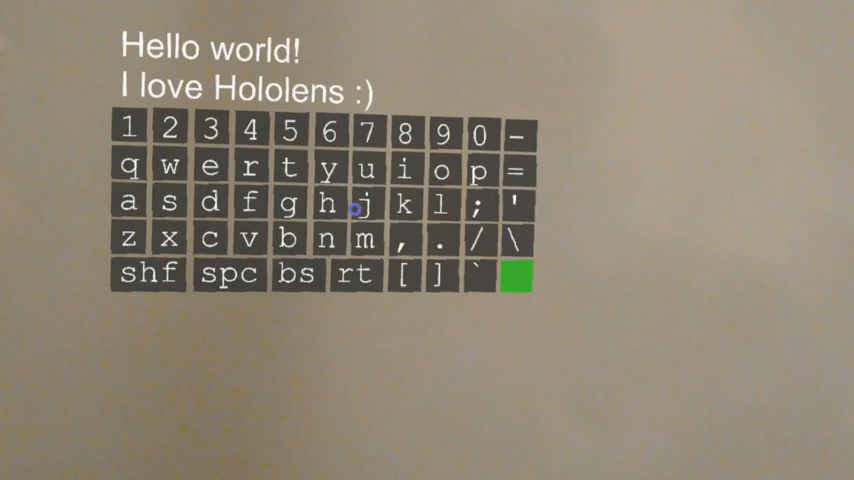 Hello world!
I love Hololens :)
1 2 3 4 5 6 7 8 9 0 -
q w e r t y u i o p =
a s d f g h j k l ; '
z x c v b n m , . / \
shf spc bs rt [ ] `